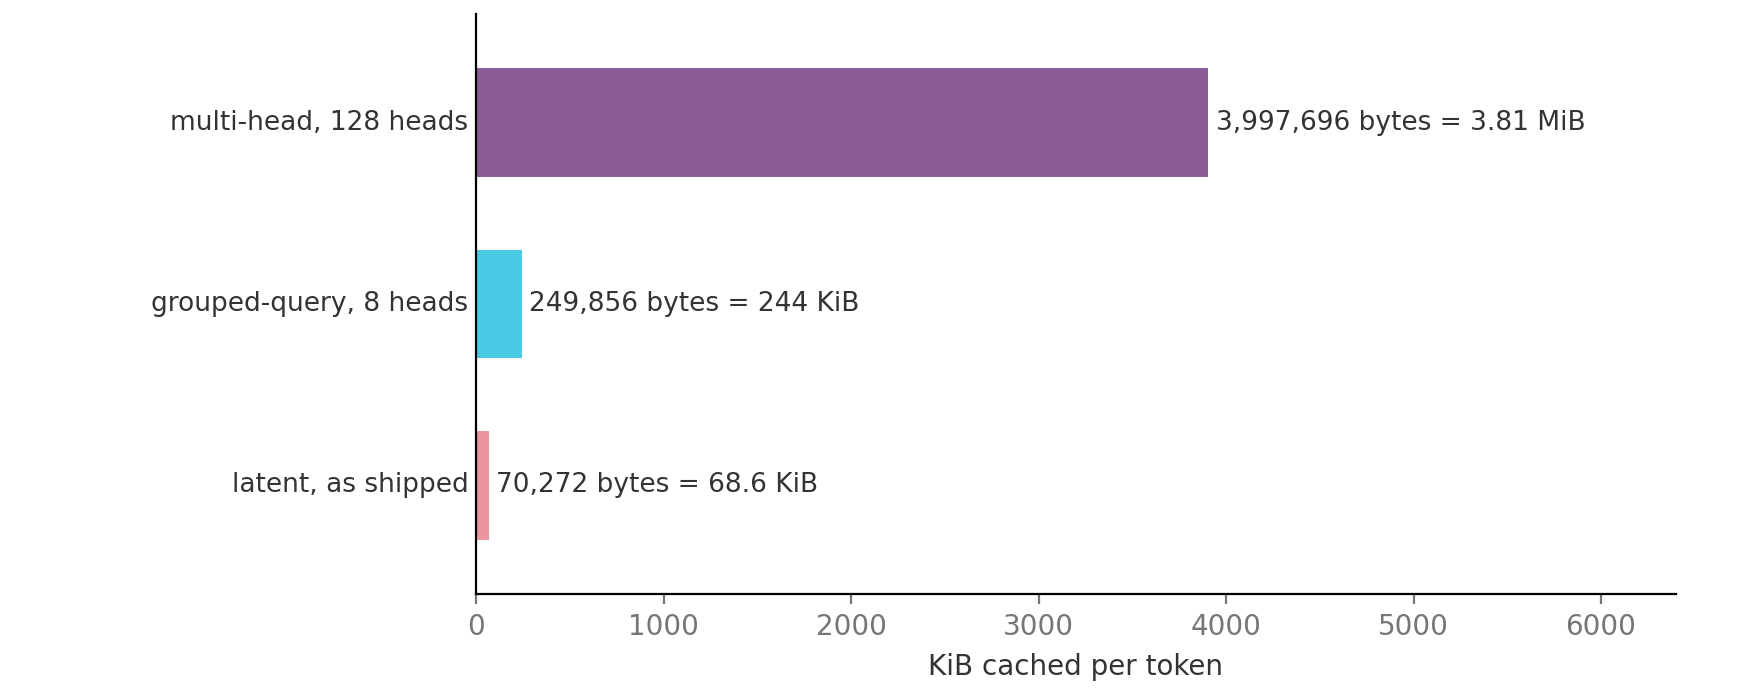 multi-head, 128 heads
3,997,696 bytes = 3.81 MiB
grouped-query, 8 heads
249,856 bytes = 244 KiB
latent, as shipped
70,272 bytes = 68.6 KiB
0 1000 2000 3000 4000 5000 6000
KiB cached per token